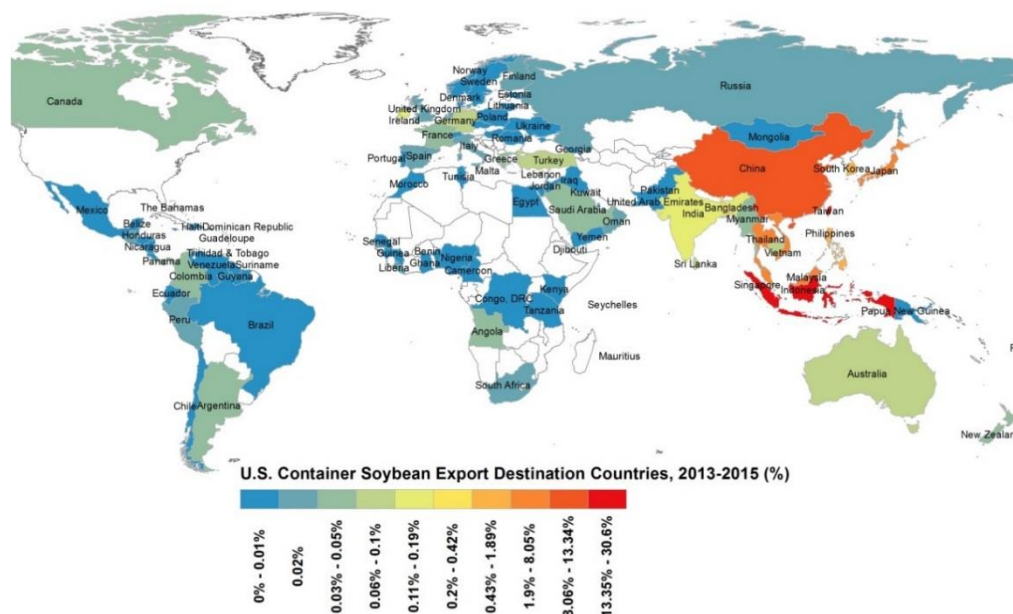 Norway
Sweden
Finland
Canada
Denmark
Estonia
Russia
Lithuania
United Kingdom
Ireland
Germany
Poland
Ukraine
Mongolia
France
Romania
Italy
Georgia
China
South Korea
Japan
Portugal
Spain
Greece
Turkey
Malta
Lebanon
Tunisia
Morocco
Jordan
Iraq
Kuwait
Pakistan
Egypt
United Arab Emirates
Bangladesh
Taiwan
Mexico
The Bahamas
Saudi Arabia
India
Myanmar
Oman
Belize
Haiti
Dominican Republic
Honduras
Guadeloupe
Senegal
Yemen
Thailand
Philippines
Nicaragua
Guinea
Benin
Nigeria
Djibouti
Vietnam
Trinidad & Tobago
Panama
Venezuela
Suriname
Liberia
Ghana
Cameroon
Sri Lanka
Colombia
Guyana
Malaysia
Singapore
Indonesia
Ecuador
Kenya
Congo, DRC
Seychelles
Tanzania
Papua New Guinea
Peru
Brazil
Angola
Mauritius
Australia
South Africa
Chile
Argentina
New Zealan
U.S. Container Soybean Export Destination Countries, 2013-2015 (%)
0% - 0.01%
0.02%
0.03% - 0.05%
0.06% - 0.1%
0.11% - 0.19%
0.2% - 0.42%
0.43% - 1.89%
1.9% - 8.05%
8.06% - 13.34%
13.35% - 30.6%